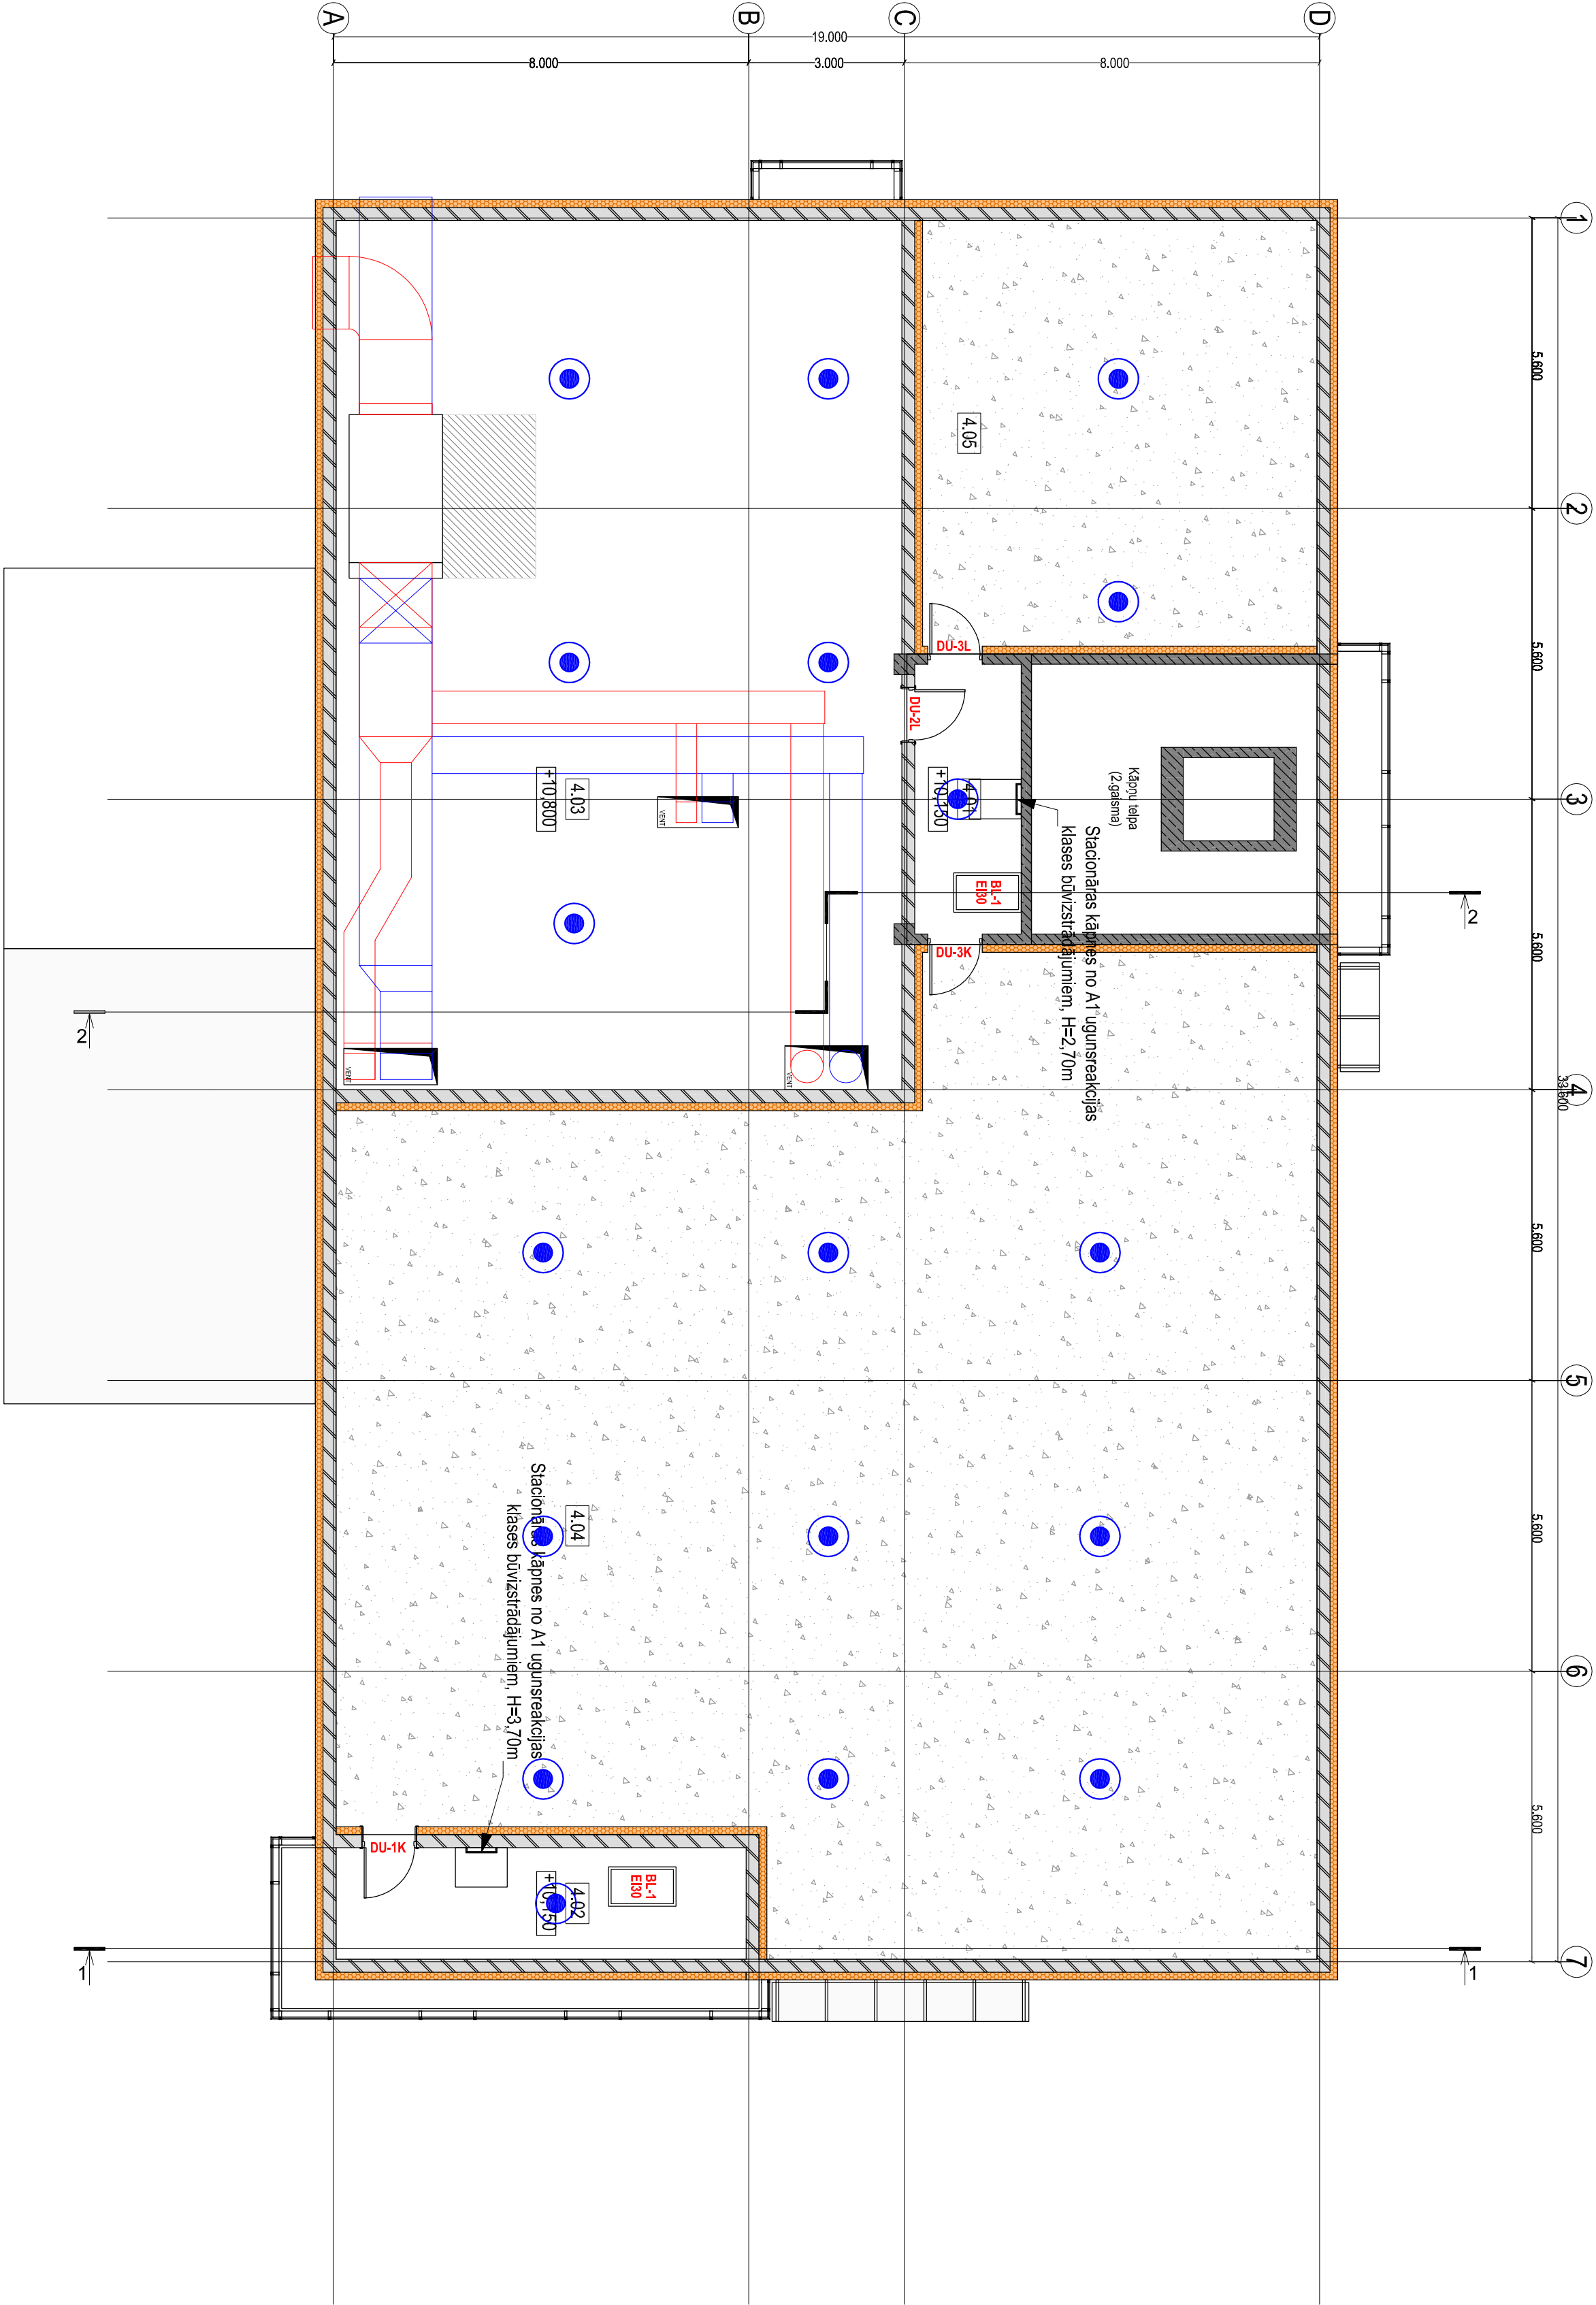 A
B
C
D
19.000
8.000
3.000
8.000
1
2
3
4
5
6
7
5.600
5.600
5.600
5.600
5.600
5.600
33.600
4.05
DU-3L
DU-2L
Kāpņu telpa
(2.gaisma)
4.01
+10,150
BL-1
EI30
DU-3K
Stacionāras kāpnes no A1 ugunsreakcijas
klases būvizstrādājumiem, H=2,70m
4.03
+10,800
VENT
VENT
VENT
2
2
4.04
Stacionāras kāpnes no A1 ugunsreakcijas
klases būvizstrādājumiem, H=3,70m
DU-1K
BL-1
EI30
4.02
+10,150
1
1